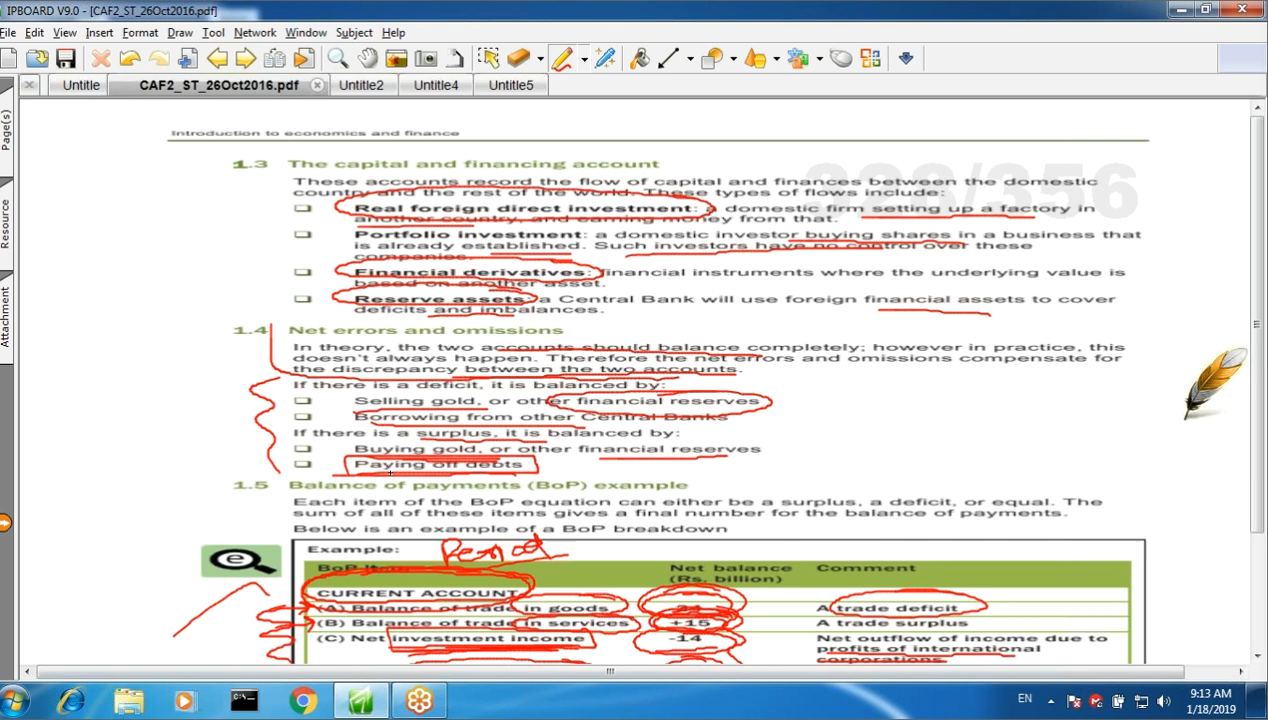 IPBOARD V9.0 - [CAF2_ST_26Oct2016.pdf]
File Edit View Insert Format Draw Tool Network Window Subject Help
Untitle CAF2_ST_26Oct2016.pdf Untitle2 Untitle4 Untitle5
Page(s)
Resource
Attachment
328/356
Introduction to economics and finance
1.3 The capital and financing account
These accounts record the flow of capital and finances between the domestic
country and the rest of the world. These types of flows include:
Real foreign direct investment: a domestic firm setting up a factory in
another country, and earning money from that.
Portfolio investment: a domestic investor buying shares in a business that
is already established. Such investors have no control over these
companies.
Financial derivatives: financial instruments where the underlying value is
based on another asset.
Reserve assets: a Central Bank will use foreign financial assets to cover
deficits and imbalances.
1.4 Net errors and omissions
In theory, the two accounts should balance completely; however in practice, this
doesn't always happen. Therefore the net errors and omissions compensate for
the discrepancy between the two accounts.
If there is a deficit, it is balanced by:
Selling gold, or other financial reserves
Borrowing from other Central Banks
If there is a surplus, it is balanced by:
Buying gold, or other financial reserves
Paying off debts
1.5 Balance of payments (BoP) example
Each item of the BoP equation can either be a surplus, a deficit, or equal. The
sum of all of these items gives a final number for the balance of payments.
Below is an example of a BoP breakdown
Example: Period
BoP Item Net balance (Rs. billion) Comment
CURRENT ACCOUNT
(A) Balance of trade in goods A trade deficit
(B) Balance of trade in services +15 A trade surplus
(C) Net investment income -14 Net outflow of income due to
profits of international
corporations
EN 9:13 AM
1/18/2019